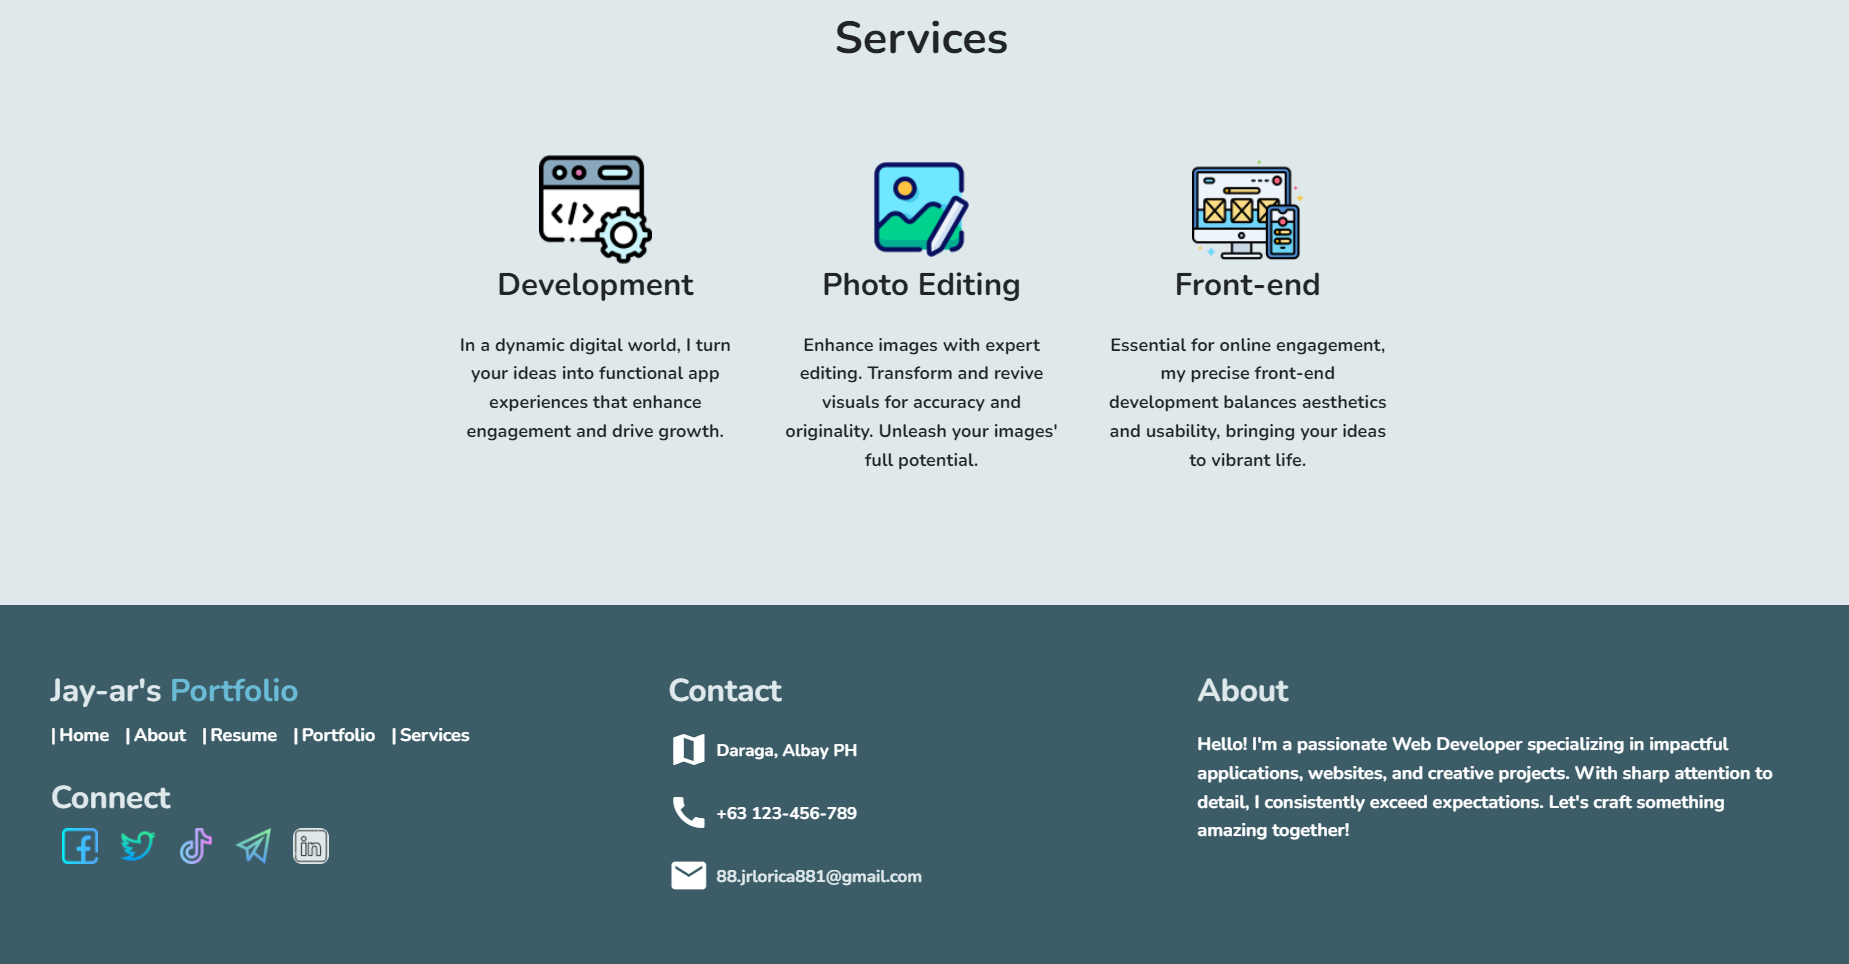 Services
Development
In a dynamic digital world, I turn
your ideas into functional app
experiences that enhance
engagement and drive growth.
Photo Editing
Enhance images with expert
editing. Transform and revive
visuals for accuracy and
originality. Unleash your images'
full potential.
Front-end
Essential for online engagement,
my precise front-end
development balances aesthetics
and usability, bringing your ideas
to vibrant life.
Jay-ar's Portfolio
| Home | About | Resume | Portfolio | Services
Connect
in
Contact
Daraga, Albay PH
+63 123-456-789
88.jrlorica881@gmail.com
About
Hello! I'm a passionate Web Developer specializing in impactful
applications, websites, and creative projects. With sharp attention to
detail, I consistently exceed expectations. Let's craft something
amazing together!